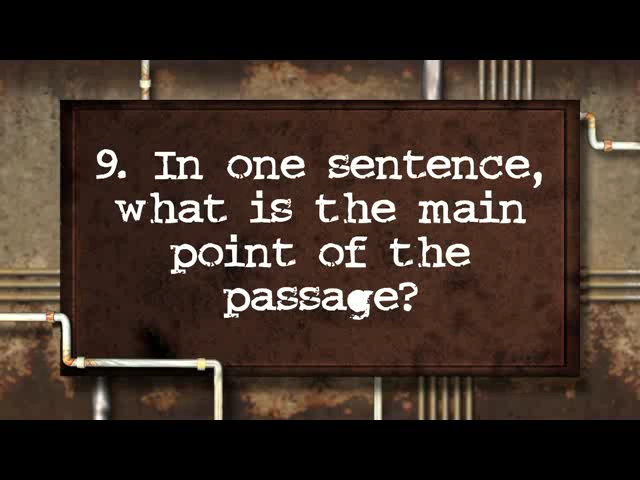 9. In one sentence,
what is the main
point of the
passage?